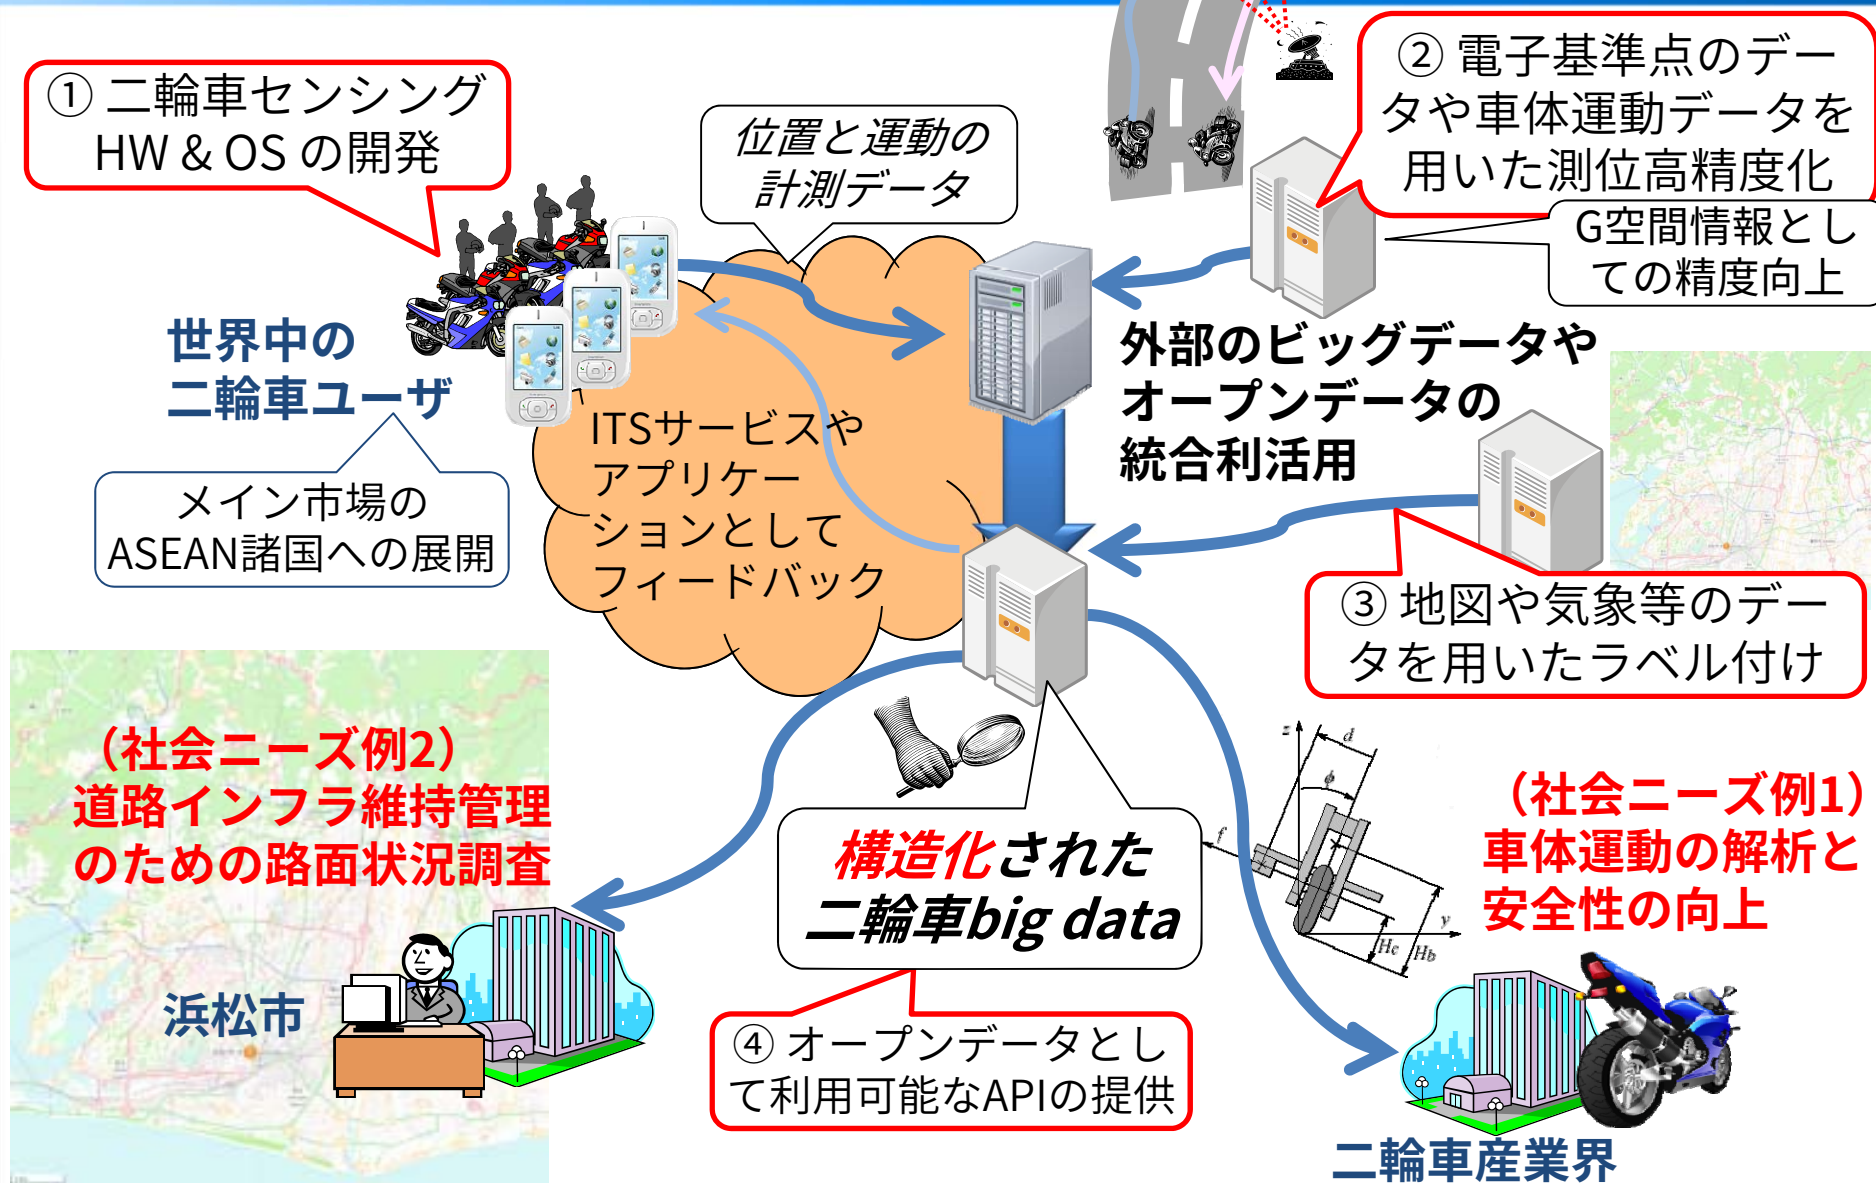 ① 二輪車センシング
HW & OS の開発
位置と運動の
計測データ
② 電子基準点のデー
タや車体運動データを
用いた測位高精度化
G空間情報とし
ての精度向上
世界中の
二輪車ユーザ
外部のビッグデータや
オープンデータの
統合利活用
ITSサービスや
アプリケー
ションとして
フィードバック
メイン市場の
ASEAN諸国への展開
③ 地図や気象等のデー
タを用いたラベル付け
（社会ニーズ例2）
道路インフラ維持管理
のための路面状況調査
構造化された
二輪車big data
z
d
ϕ
f
y
Hc
Hb
（社会ニーズ例1）
車体運動の解析と
安全性の向上
浜松市
④ オープンデータとし
て利用可能なAPIの提供
二輪車産業界